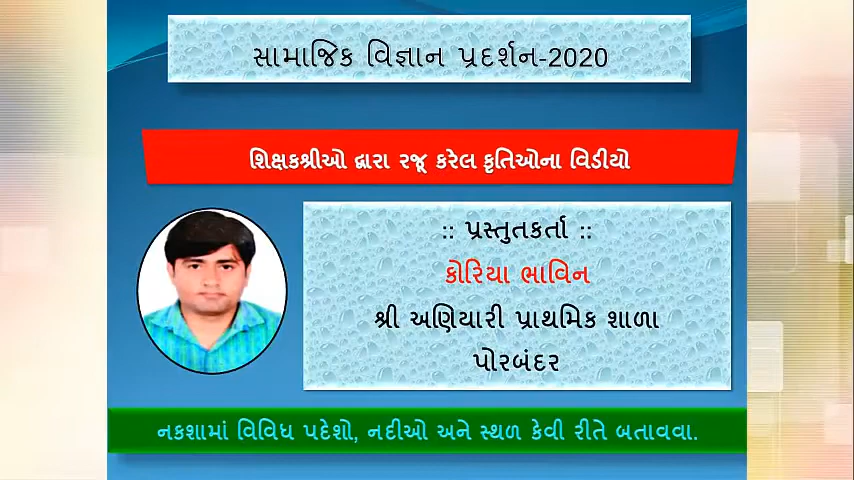 સામાજિક વિજ્ઞાન પ્રદર્શન-2020
શિક્ષકશ્રીઓ દ્વારા રજૂ કરેલ કૃતિઓના વિડીયો
:: પ્રસ્તુતકર્તા ::
કોરિયા ભાવિન
શ્રી અણિયારી પ્રાથમિક શાળા
પોરબંદર
નકશામાં વિવિધ પદેશો, નદીઓ અને સ્થળ કેવી રીતે બતાવવા.